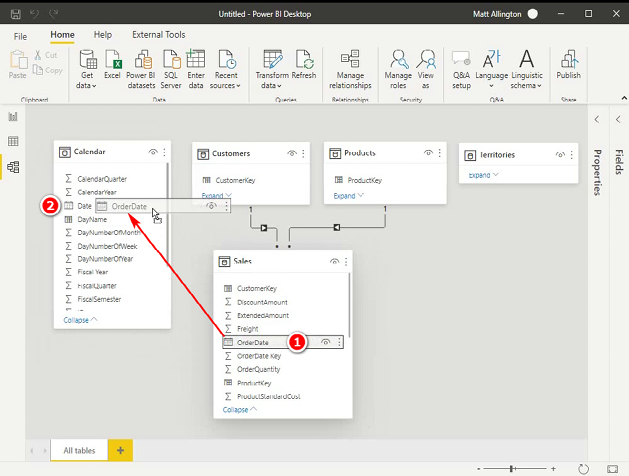 Untitled - Power BI Desktop
Matt Allington
File
Home
Help
External Tools
Paste
Cut
Copy
Get data
Excel
Power BI datasets
SQL Server
Enter data
Recent sources
Transform data
Refresh
Manage relationships
Manage roles
View as
Q&A setup
Language
Linguistic schema
Publish
Clipboard
Data
Queries
Relationships
Security
Q&A
Share
Calendar
CalendarQuarter
CalendarYear
2
Date
OrderDate
DayName
DayNumberOfMonth
DayNumberOfWeek
DayNumberOfYear
Fiscal Year
FiscalQuarter
FiscalSemester
Collapse
Customers
CustomerKey
Expand
Products
ProductKey
Expand
Territories
Expand
1
1
Sales
CustomerKey
DiscountAmount
ExtendedAmount
Freight
OrderDate
1
OrderDate Key
OrderQuantity
ProductKey
ProductStandardCost
Collapse
Properties
Fields
All tables